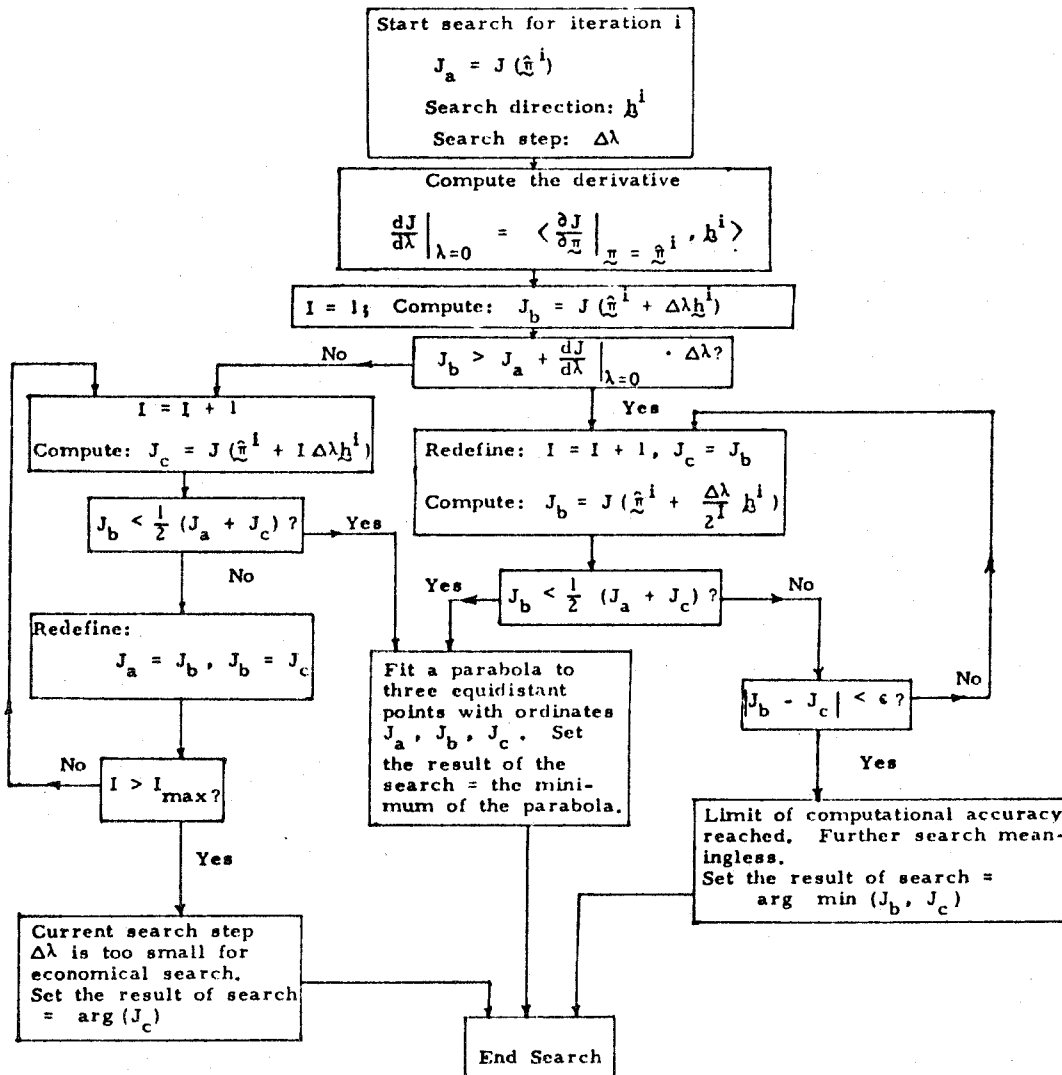 Start search for iteration i
J_a = J (π̂^i)
Search direction: h^i
Search step: Δλ
Compute the derivative
dJ/dλ |_λ=0 = ⟨ ∂J/∂π |_π = π̂^i , h^i ⟩
I = 1; Compute: J_b = J (π̂^i + Δλh^i)
J_b > J_a + dJ/dλ |_λ=0 · Δλ?
No
Yes
I = I + 1
Compute: J_c = J (π̂^i + I Δλh^i)
Redefine: I = I + 1, J_c = J_b
Compute: J_b = J (π̂^i + Δλ/2^I h^i)
J_b < 1/2 (J_a + J_c) ?
Yes
No
J_b < 1/2 (J_a + J_c) ?
Yes
No
Redefine:
J_a = J_b , J_b = J_c
Fit a parabola to
three equidistant
points with ordinates
J_a , J_b , J_c . Set
the result of the
search = the mini-
mum of the parabola.
|J_b - J_c| < ϵ ?
No
Yes
I > I_max?
No
Yes
Limit of computational accuracy
reached. Further search mean-
ingless.
Set the result of search =
arg min (J_b, J_c)
Current search step
Δλ is too small for
economical search.
Set the result of search
= arg (J_c)
End Search